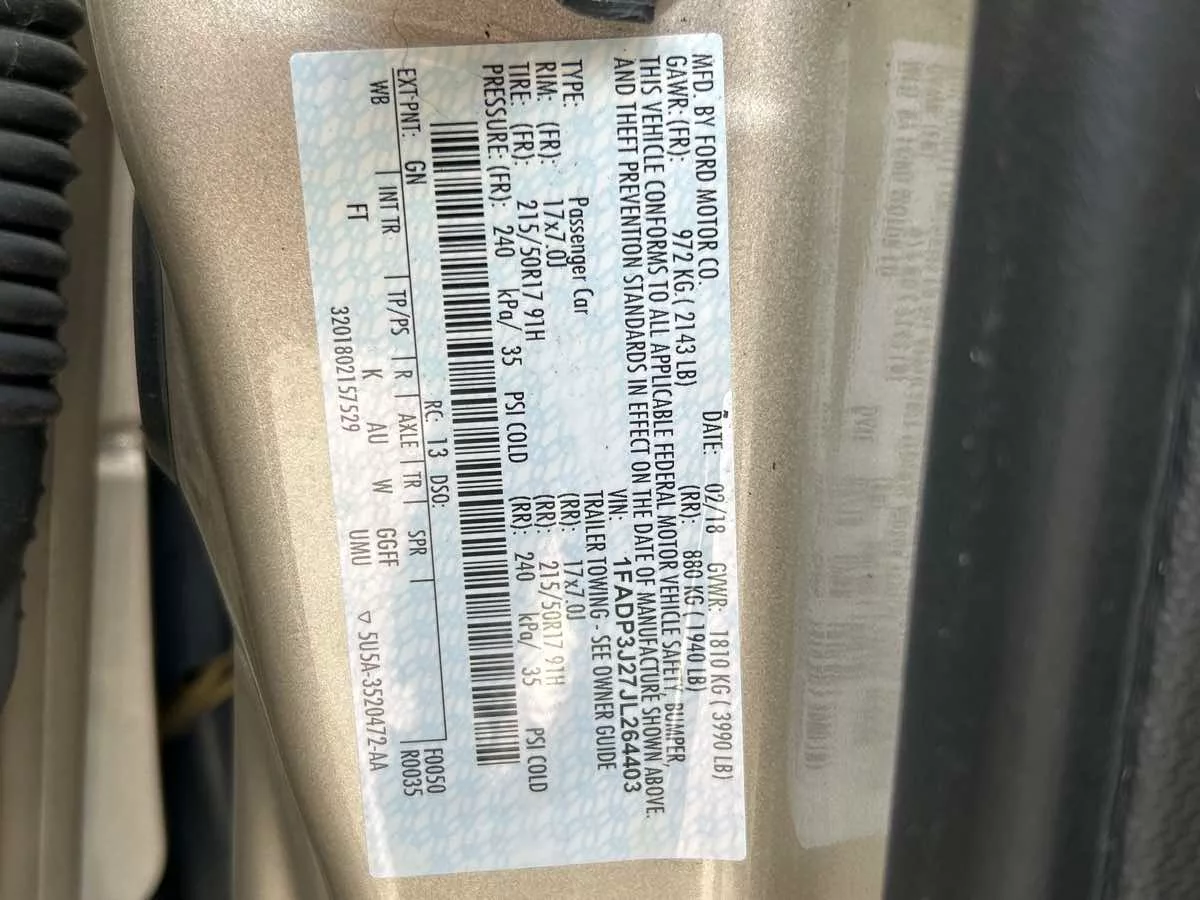 MFD. BY FORD MOTOR CO. DATE: 02/18 GVWR: 1810 KG ( 3990 LB)
GAWR: (FR): 972 KG ( 2143 LB) (RR): 880 KG ( 1940 LB)
THIS VEHICLE CONFORMS TO ALL APPLICABLE FEDERAL MOTOR VEHICLE SAFETY, BUMPER,
AND THEFT PREVENTION STANDARDS IN EFFECT ON THE DATE OF MANUFACTURE SHOWN ABOVE.
VIN: 1FADP3J27JL264403
TYPE: Passenger Car TRAILER TOWING - SEE OWNER GUIDE
RIM: (FR): 17x7.0J (RR): 17x7.0J
TIRE: (FR): 215/50R17 91H (RR): 215/50R17 91H
PRESSURE: (FR): 240 kPa/ 35 PSI COLD (RR): 240 kPa/ 35 PSI COLD
F0050
R0035
EXT PNT: GN RC: 13 DSO:
WB | INT TR | TP/PS | R | AXLE | TR | SPR |
FT K AU W GGFF
UMU
3201802157529 ▽ 5U5A-3520472-AA